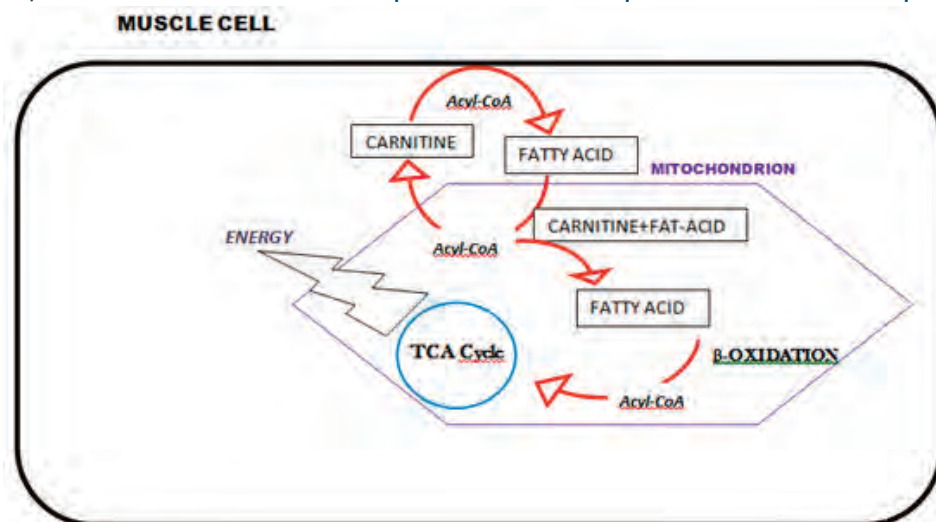 MUSCLE CELL
Acyl-CoA
CARNITINE
FATTY ACID
MITOCHONDRION
CARNITINE+FAT-ACID
ENERGY
Acyl-CoA
FATTY ACID
TCA Cycle
β-OXIDATION
Acyl-CoA